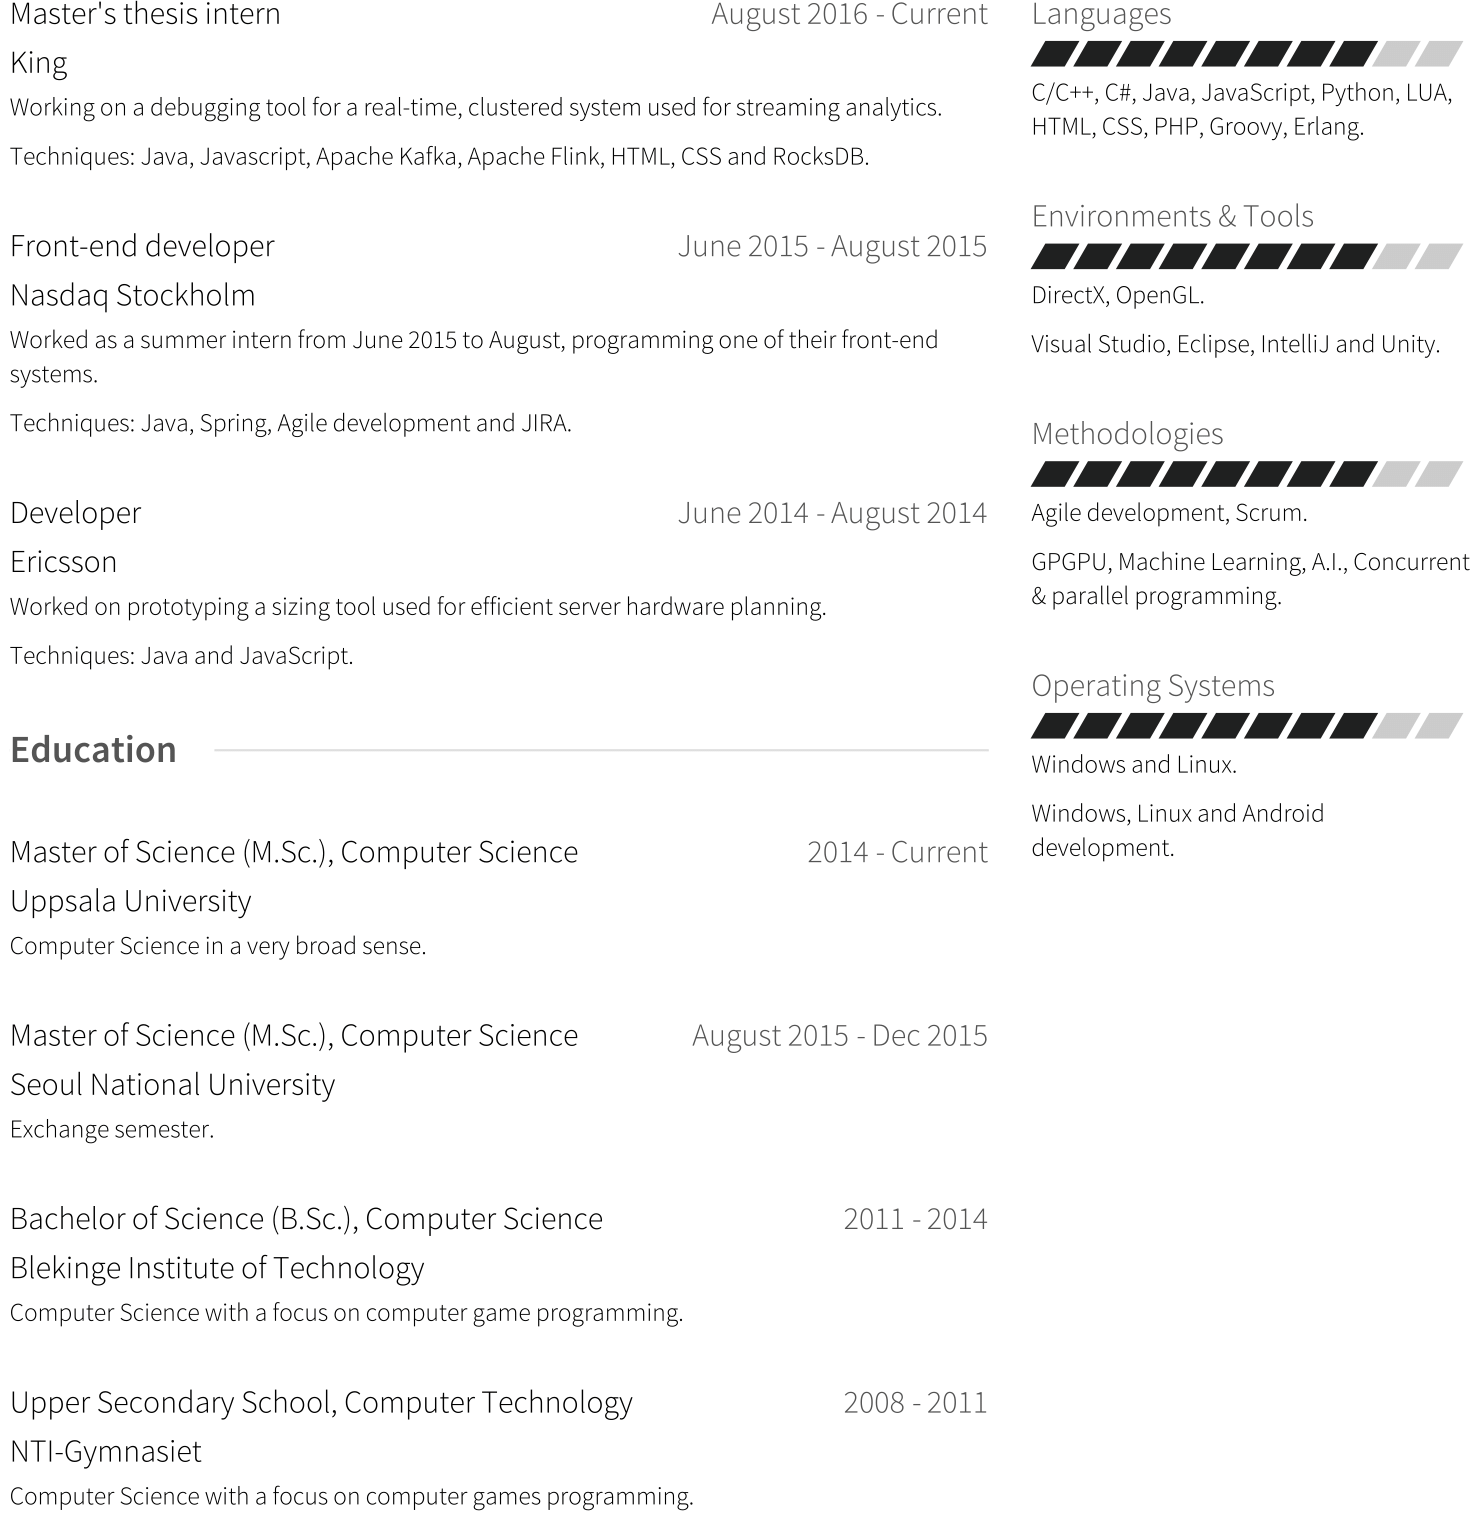 Master's thesis intern
August 2016 - Current
King
Working on a debugging tool for a real-time, clustered system used for streaming analytics.
Techniques: Java, Javascript, Apache Kafka, Apache Flink, HTML, CSS and RocksDB.
Front-end developer
June 2015 - August 2015
Nasdaq Stockholm
Worked as a summer intern from June 2015 to August, programming one of their front-end
systems.
Techniques: Java, Spring, Agile development and JIRA.
Developer
June 2014 - August 2014
Ericsson
Worked on prototyping a sizing tool used for efficient server hardware planning.
Techniques: Java and JavaScript.
Education
Master of Science (M.Sc.), Computer Science
2014 - Current
Uppsala University
Computer Science in a very broad sense.
Master of Science (M.Sc.), Computer Science
August 2015 - Dec 2015
Seoul National University
Exchange semester.
Bachelor of Science (B.Sc.), Computer Science
2011 - 2014
Blekinge Institute of Technology
Computer Science with a focus on computer game programming.
Upper Secondary School, Computer Technology
2008 - 2011
NTI-Gymnasiet
Computer Science with a focus on computer games programming.
Languages
C/C++, C#, Java, JavaScript, Python, LUA,
HTML, CSS, PHP, Groovy, Erlang.
Environments & Tools
DirectX, OpenGL.
Visual Studio, Eclipse, IntelliJ and Unity.
Methodologies
Agile development, Scrum.
GPGPU, Machine Learning, A.I., Concurrent
& parallel programming.
Operating Systems
Windows and Linux.
Windows, Linux and Android
development.